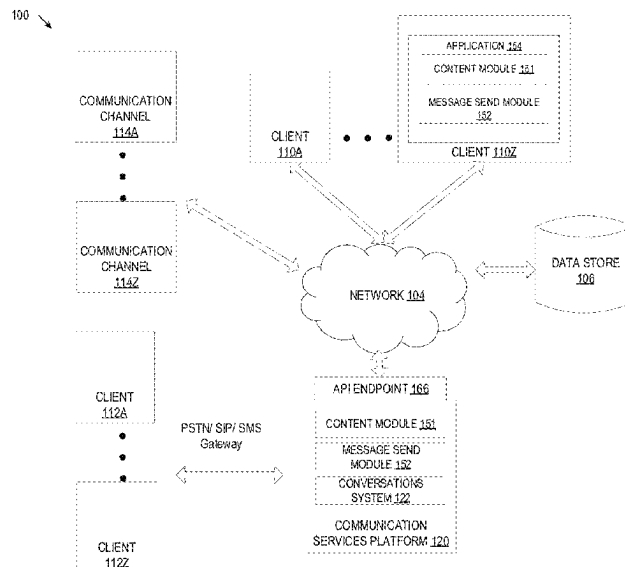 100
APPLICATION 154
CONTENT MODULE 151
MESSAGE SEND MODULE
152
CLIENT
110Z
CLIENT
110A
COMMUNICATION
CHANNEL
114A
COMMUNICATION
CHANNEL
114Z
NETWORK 104
DATA STORE
106
API ENDPOINT 166
CONTENT MODULE 151
MESSAGE SEND
MODULE 152
CONVERSATIONS
SYSTEM 122
COMMUNICATION
SERVICES PLATFORM 120
PSTN/ SIP/ SMS
Gateway
CLIENT
112A
CLIENT
112Z